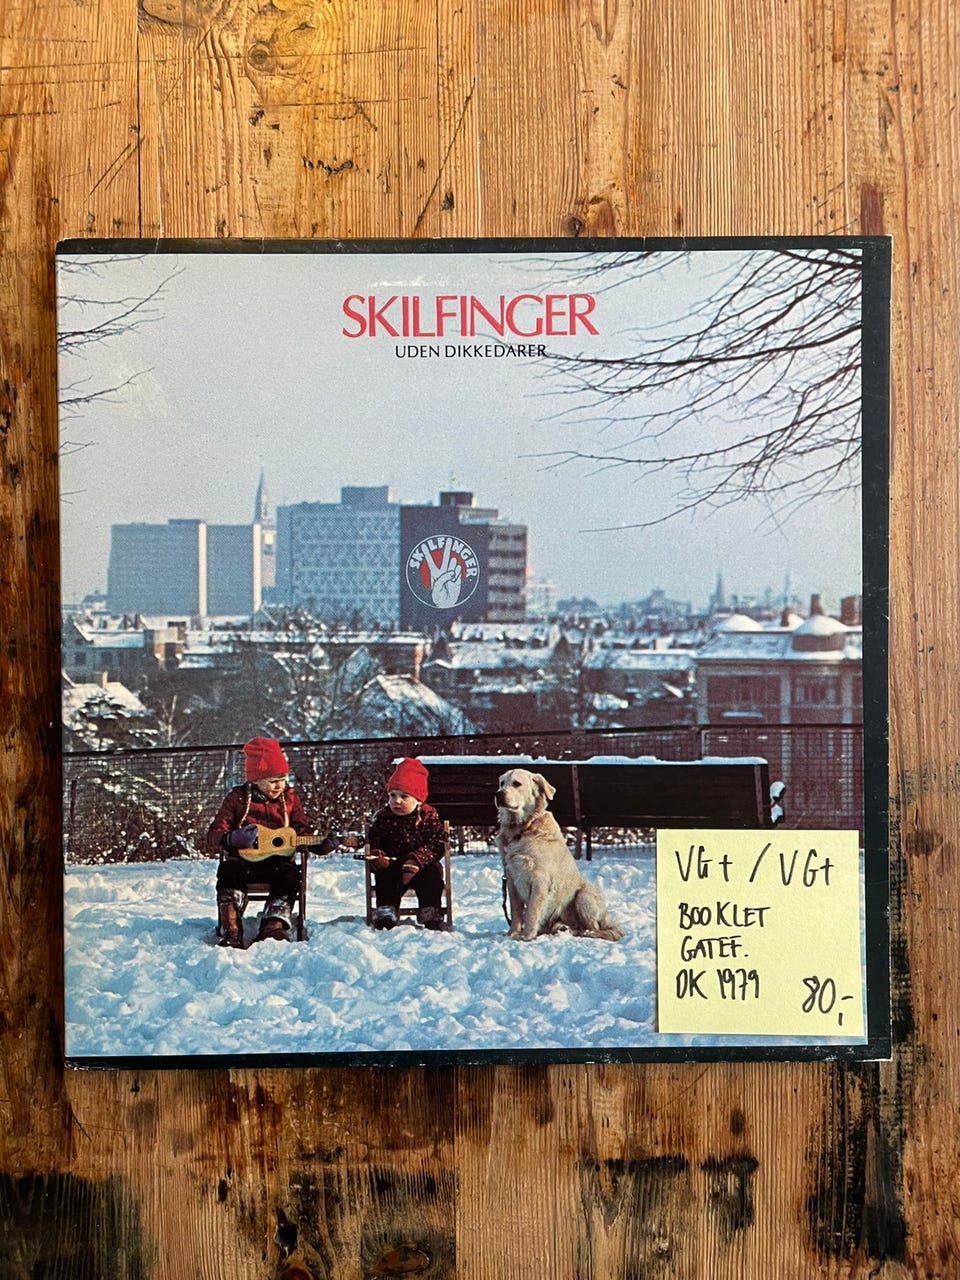 SKILFINGER
UDEN DIKKEDARER
SKILFINGER
VG+ / VG+
BOOKLET
GATEF.
DK 1979
80,-